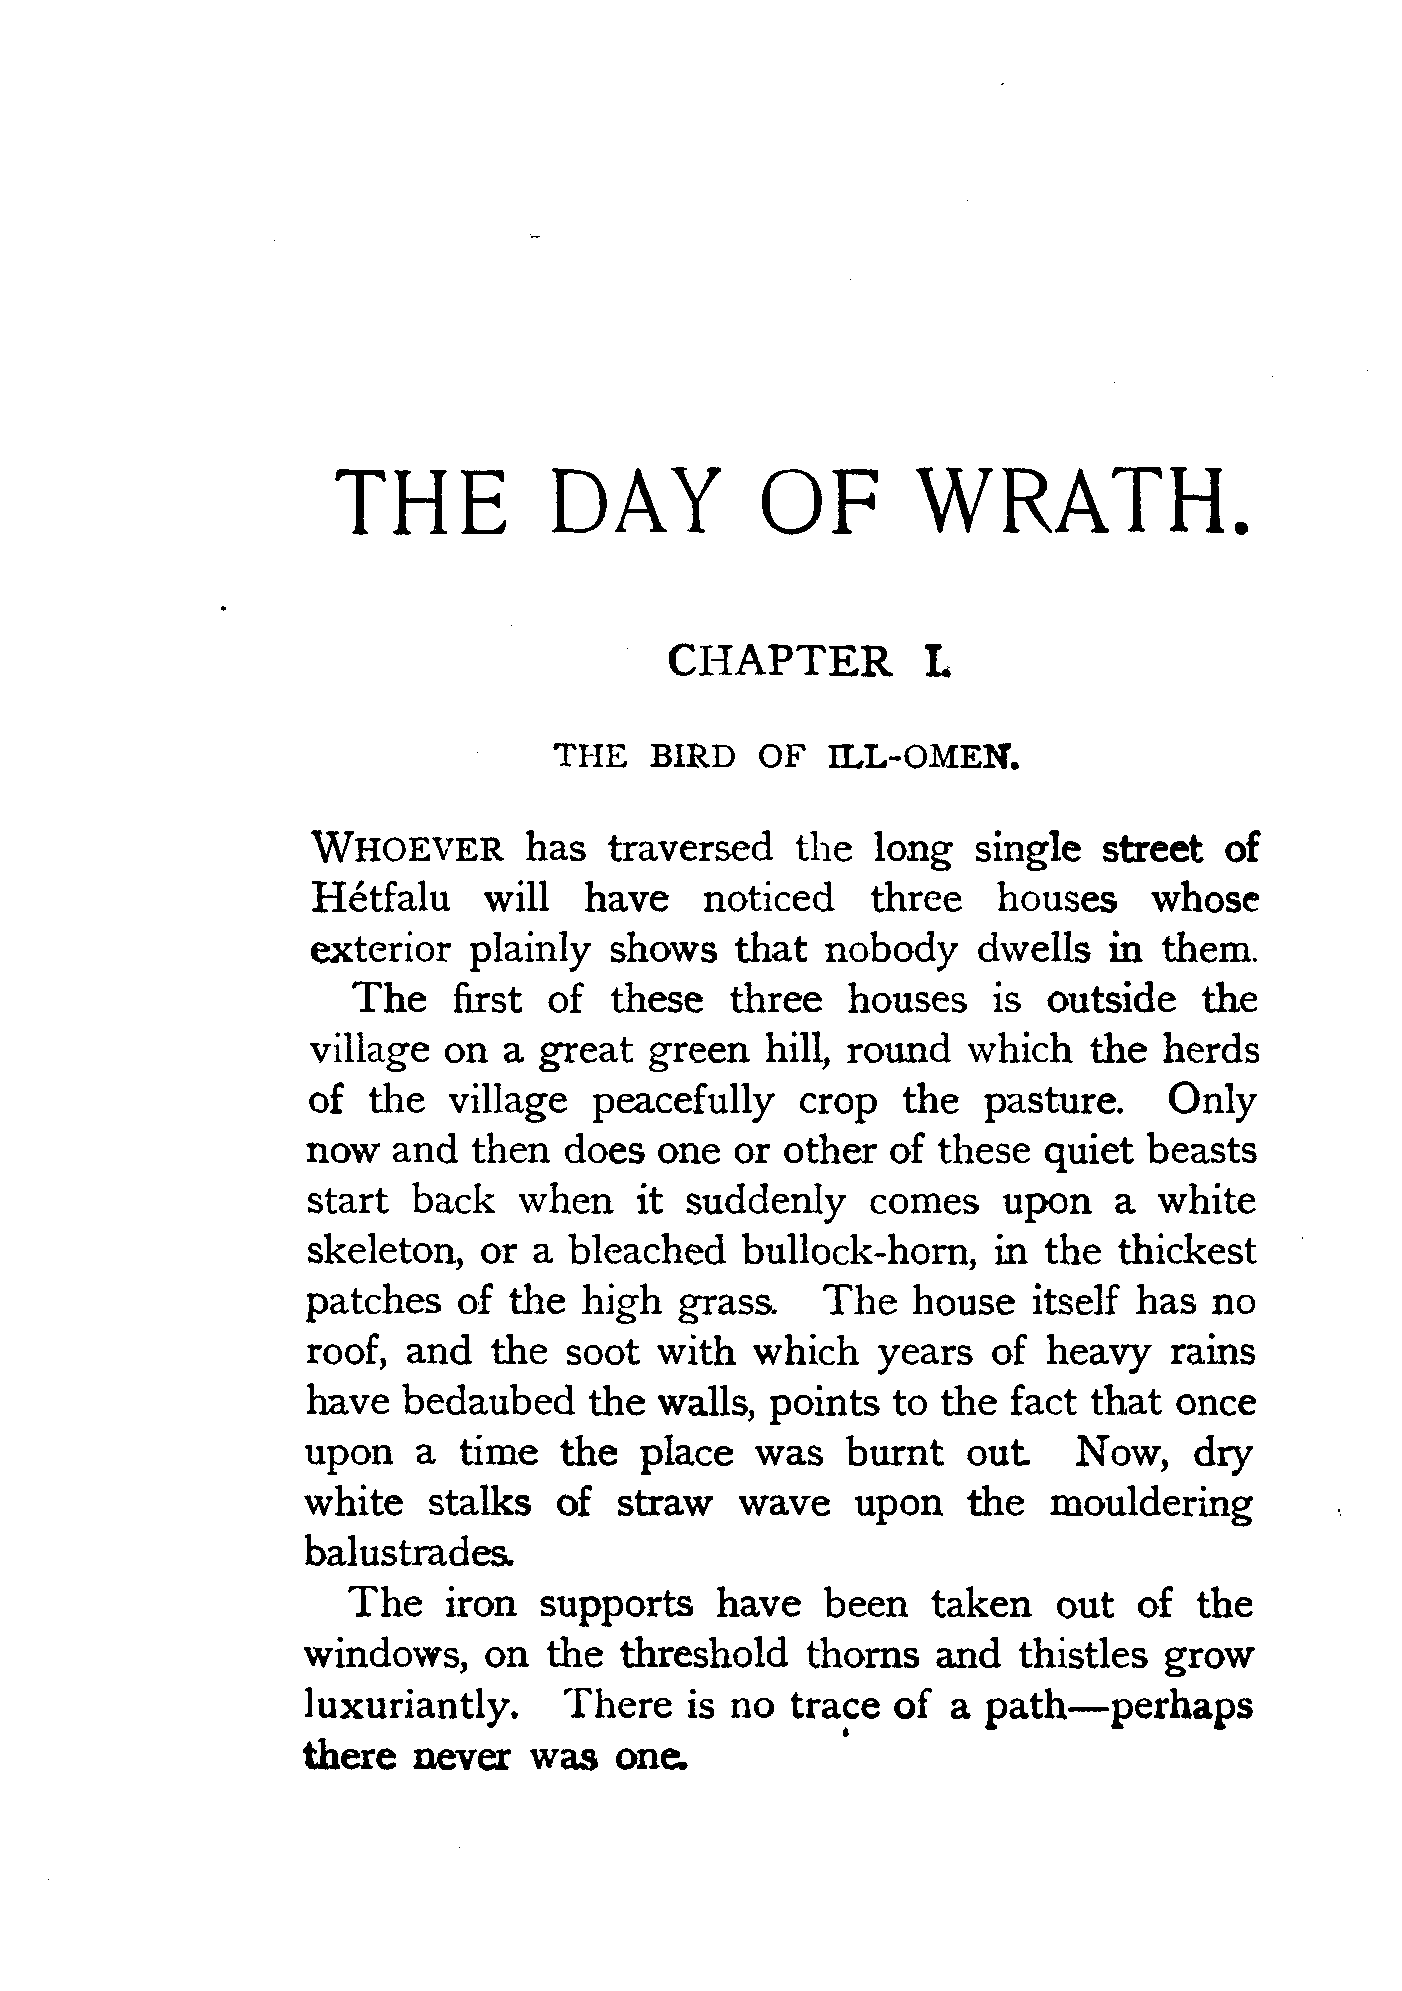 THE DAY OF WRATH.
CHAPTER I.
THE BIRD OF ILL-OMEN.
WHOEVER has traversed the long single street of
Hétfalu will have noticed three houses whose
exterior plainly shows that nobody dwells in them.
The first of these three houses is outside the
village on a great green hill, round which the herds
of the village peacefully crop the pasture. Only
now and then does one or other of these quiet beasts
start back when it suddenly comes upon a white
skeleton, or a bleached bullock-horn, in the thickest
patches of the high grass. The house itself has no
roof, and the soot with which years of heavy rains
have bedaubed the walls, points to the fact that once
upon a time the place was burnt out. Now, dry
white stalks of straw wave upon the mouldering
balustrades.
The iron supports have been taken out of the
windows, on the threshold thorns and thistles grow
luxuriantly. There is no trace of a path—perhaps
there never was one.